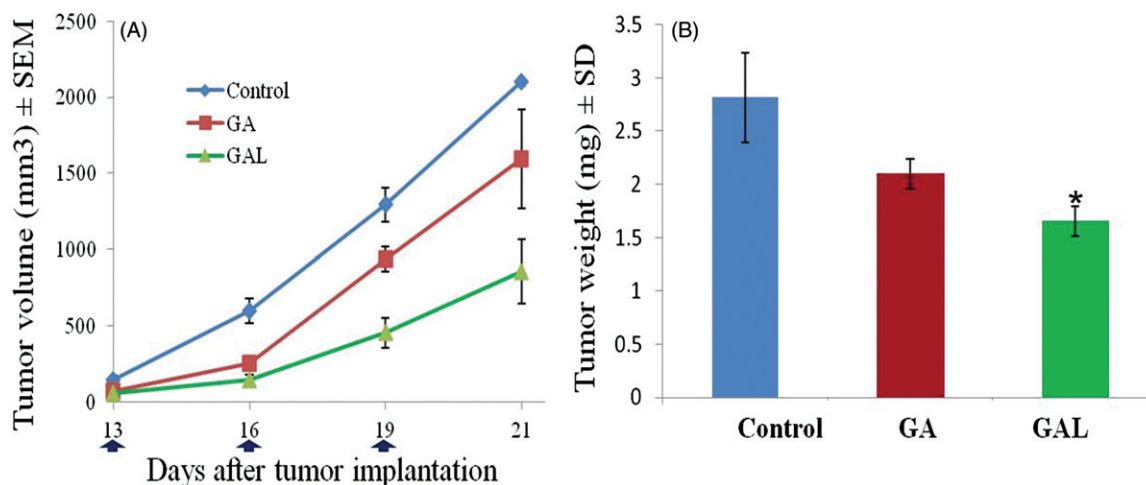 (A)
Tumor volume (mm3) ± SEM
2500
2000
1500
1000
500
0
Control
GA
GAL
13 16 19 21
Days after tumor implantation
(B)
Tumor weight (mg) ± SD
3.5
3
2.5
2
1.5
1
0.5
0
*
Control GA GAL